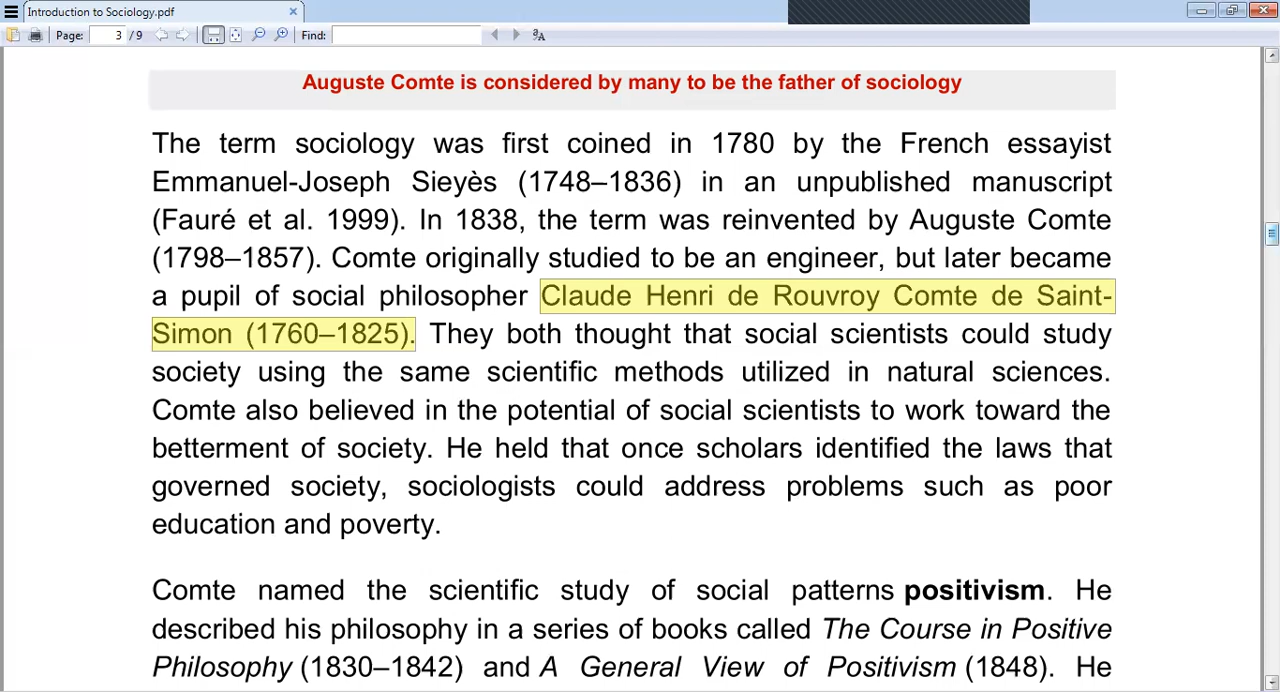 Introduction to Sociology.pdf
Page: 3 / 9 Find:
Auguste Comte is considered by many to be the father of sociology
The term sociology was first coined in 1780 by the French essayist
Emmanuel-Joseph Sieyès (1748–1836) in an unpublished manuscript
(Fauré et al. 1999). In 1838, the term was reinvented by Auguste Comte
(1798–1857). Comte originally studied to be an engineer, but later became
a pupil of social philosopher Claude Henri de Rouvroy Comte de Saint-
Simon (1760–1825). They both thought that social scientists could study
society using the same scientific methods utilized in natural sciences.
Comte also believed in the potential of social scientists to work toward the
betterment of society. He held that once scholars identified the laws that
governed society, sociologists could address problems such as poor
education and poverty.
Comte named the scientific study of social patterns positivism. He
described his philosophy in a series of books called The Course in Positive
Philosophy (1830–1842) and A General View of Positivism (1848). He